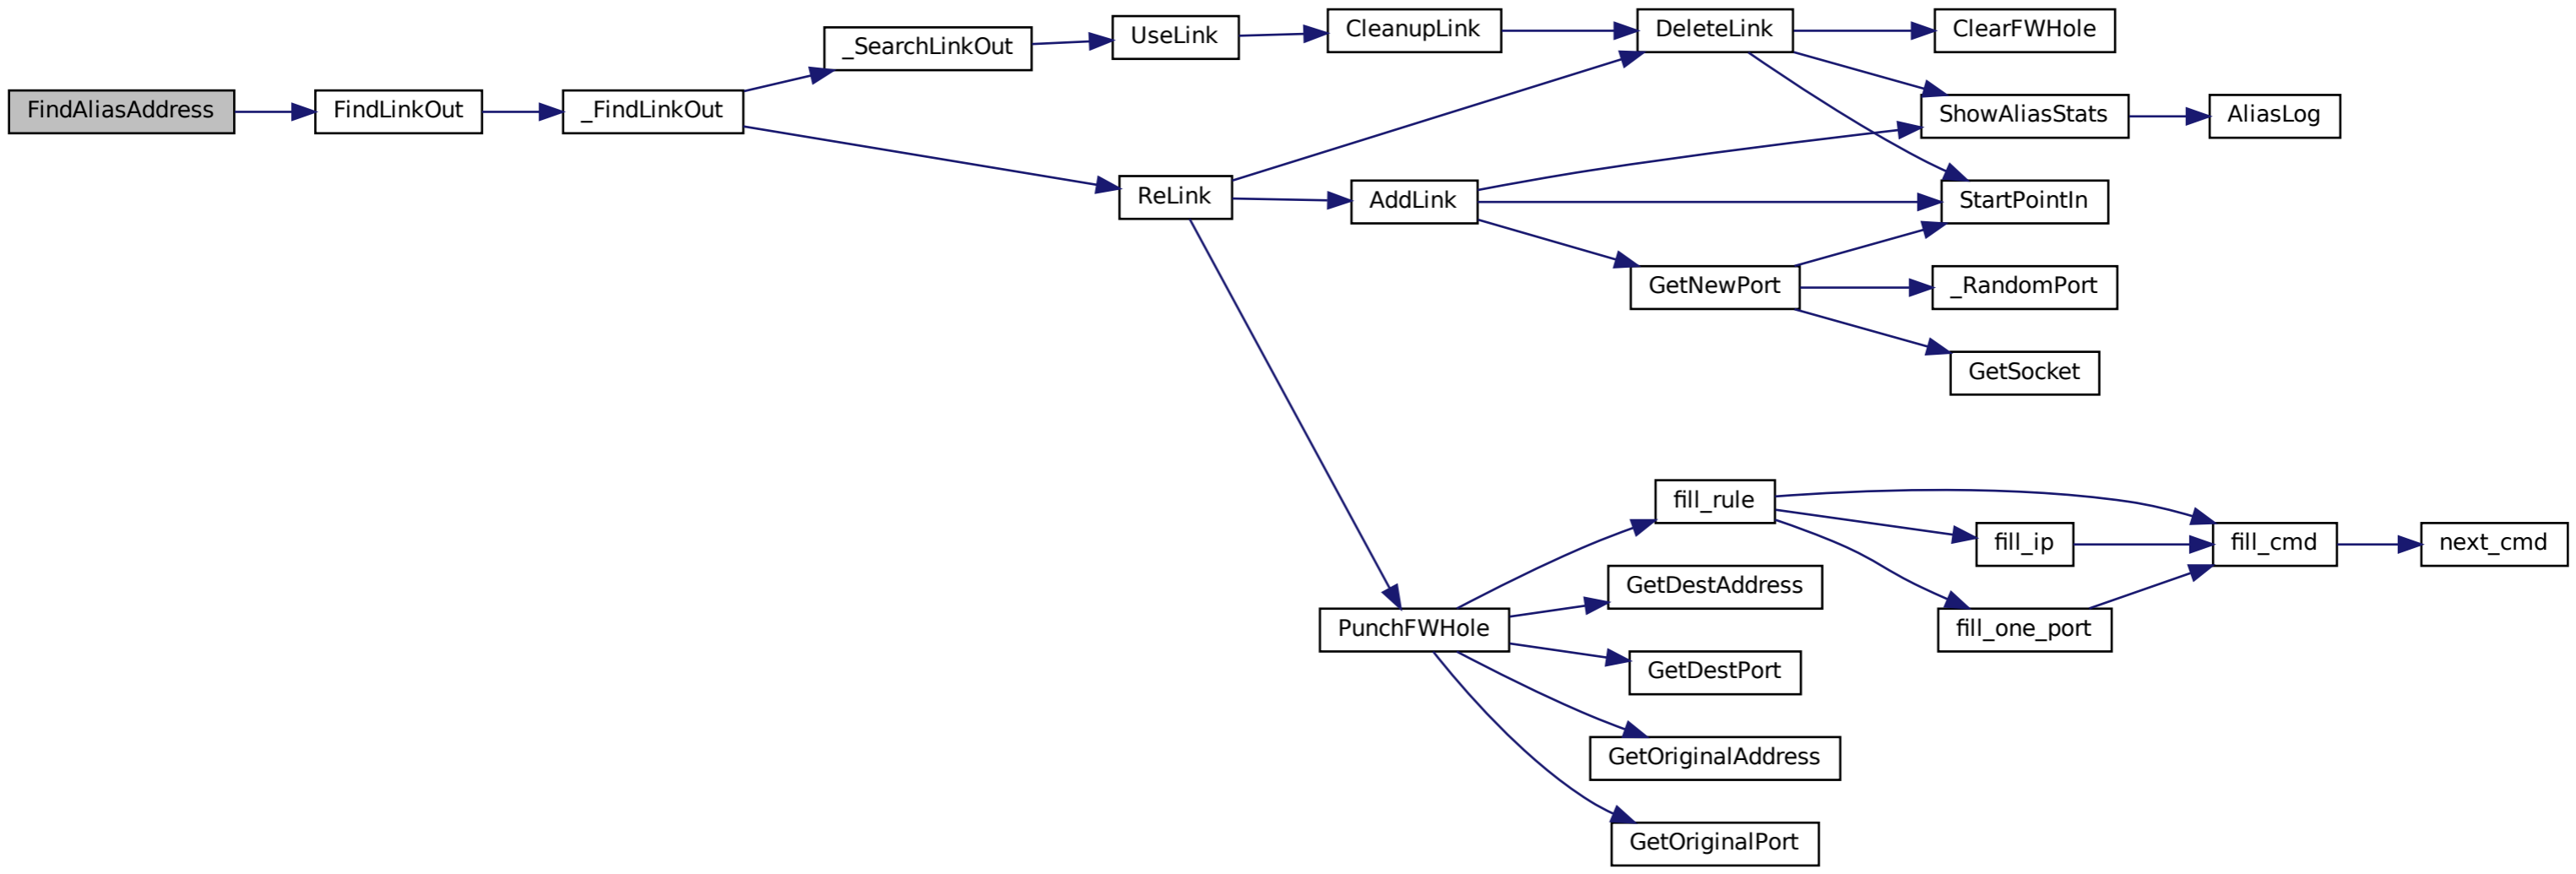 FindAliasAddress
FindLinkOut
_FindLinkOut
_SearchLinkOut
UseLink
CleanupLink
DeleteLink
ClearFWHole
ShowAliasStats
AliasLog
StartPointIn
ReLink
AddLink
GetNewPort
_RandomPort
GetSocket
PunchFWHole
fill_rule
fill_ip
fill_cmd
next_cmd
fill_one_port
GetDestAddress
GetDestPort
GetOriginalAddress
GetOriginalPort